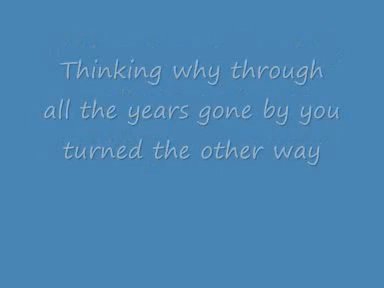 Thinking why through
all the years gone by you
turned the other way